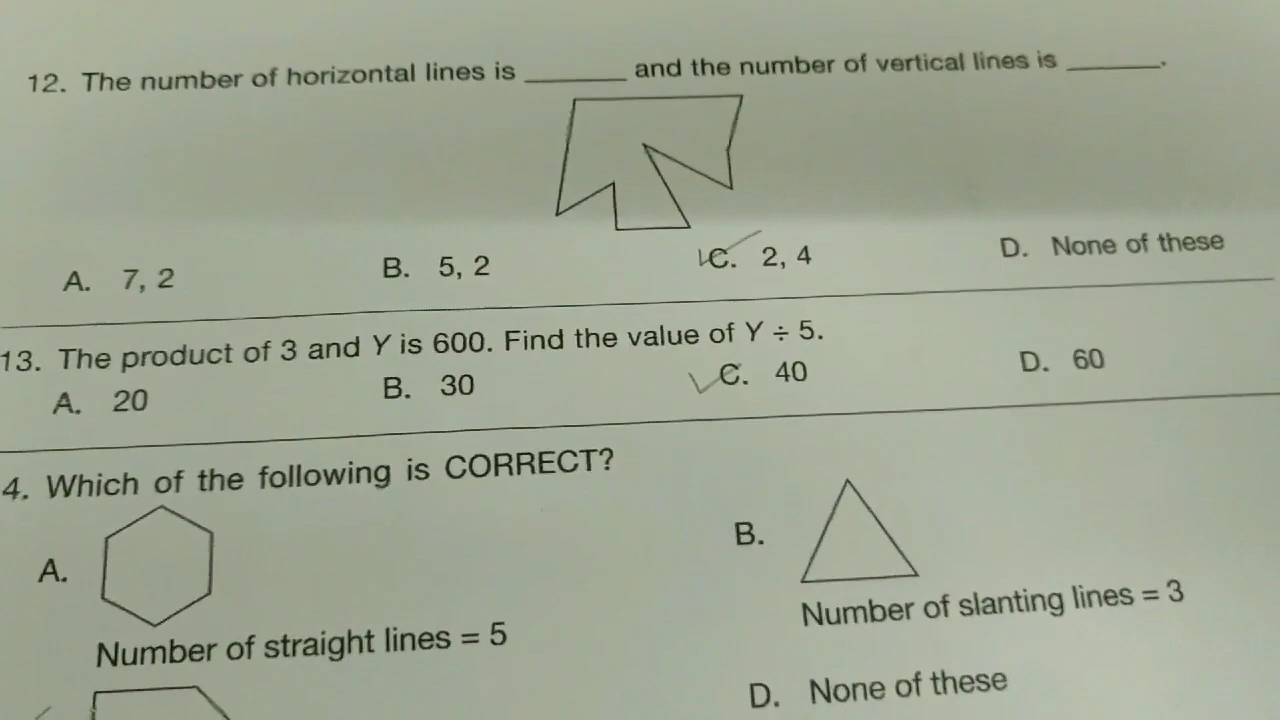 12. The number of horizontal lines is ______ and the number of vertical lines is ______.
A. 7, 2 B. 5, 2 C. 2, 4 D. None of these
13. The product of 3 and Y is 600. Find the value of Y ÷ 5.
A. 20 B. 30 C. 40 D. 60
4. Which of the following is CORRECT?
A. B.
Number of straight lines = 5 Number of slanting lines = 3
D. None of these